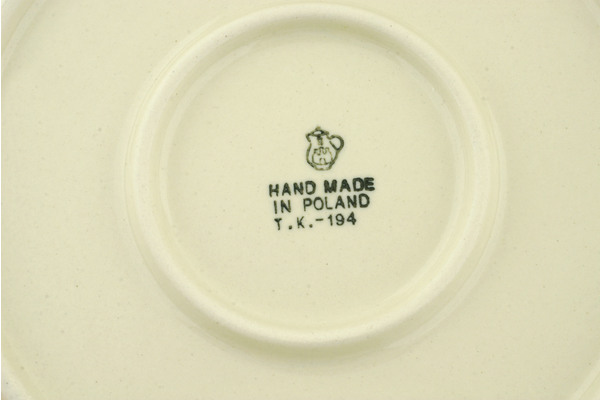 HAND MADE
IN POLAND
T.K.-194